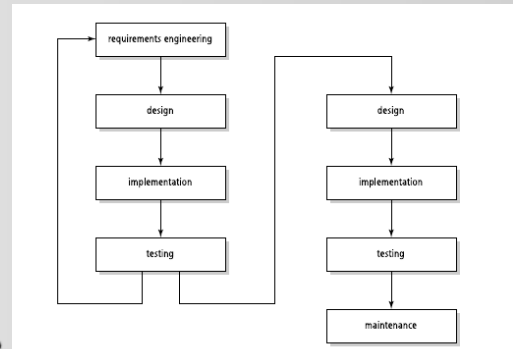 requirements engineering
design
implementation
testing
design
implementation
testing
maintenance